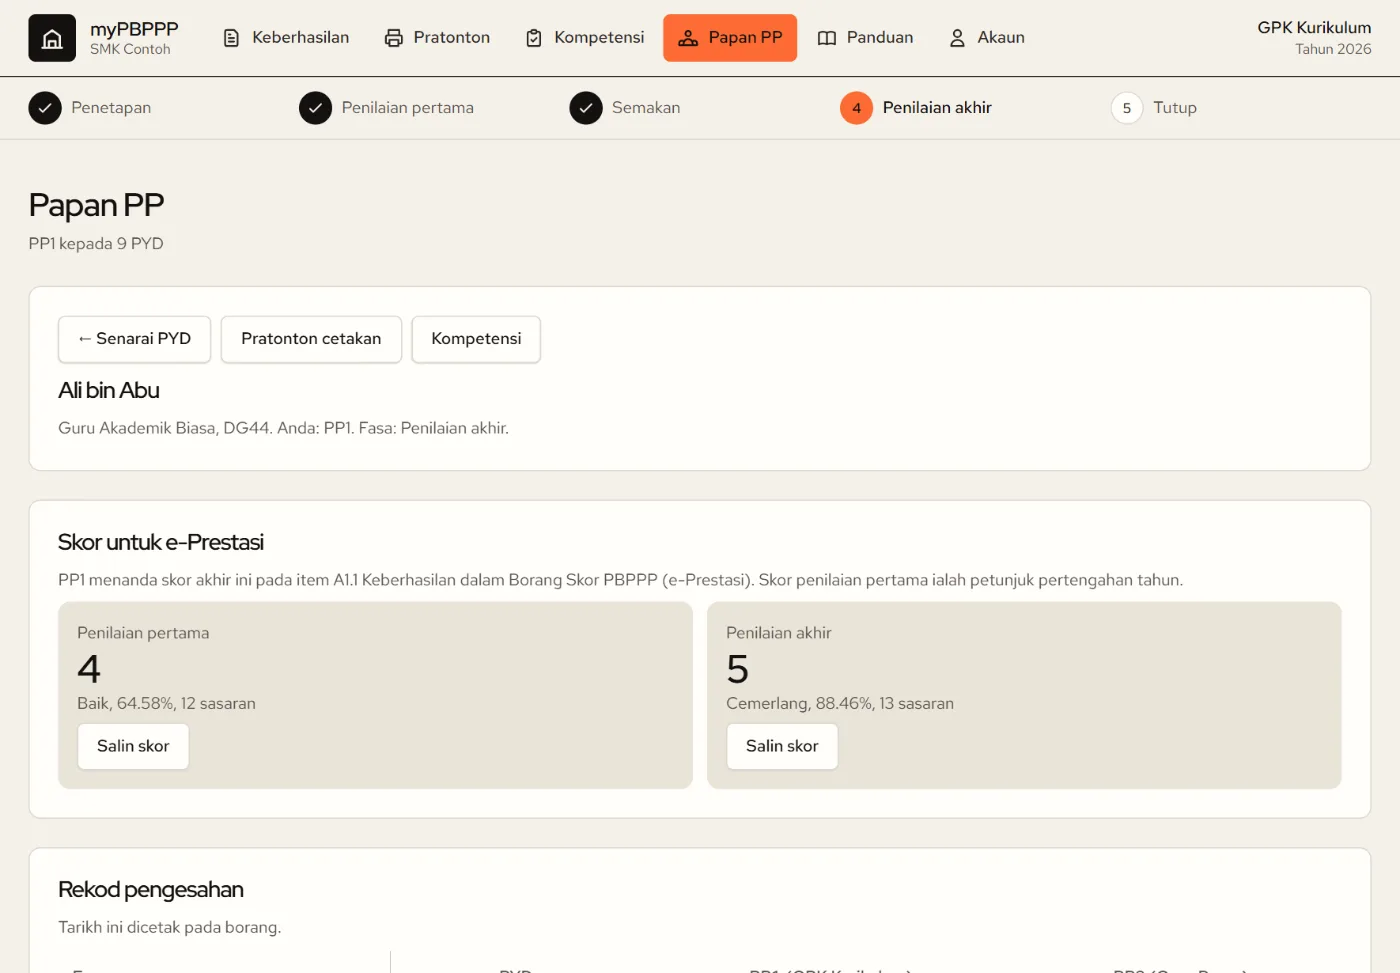 myPBPPP
SMK Contoh
Keberhasilan
Pratonton
Kompetensi
Papan PP
Panduan
Akaun
GPK Kurikulum
Tahun 2026
Penetapan
Penilaian pertama
Semakan
4 Penilaian akhir
5 Tutup
Papan PP
PP1 kepada 9 PYD
← Senarai PYD
Pratonton cetakan
Kompetensi
Ali bin Abu
Guru Akademik Biasa, DG44. Anda: PP1. Fasa: Penilaian akhir.
Skor untuk e-Prestasi
PP1 menanda skor akhir ini pada item A1.1 Keberhasilan dalam Borang Skor PBPPP (e-Prestasi). Skor penilaian pertama ialah petunjuk pertengahan tahun.
Penilaian pertama
4
Baik, 64.58%, 12 sasaran
Salin skor
Penilaian akhir
5
Cemerlang, 88.46%, 13 sasaran
Salin skor
Rekod pengesahan
Tarikh ini dicetak pada borang.